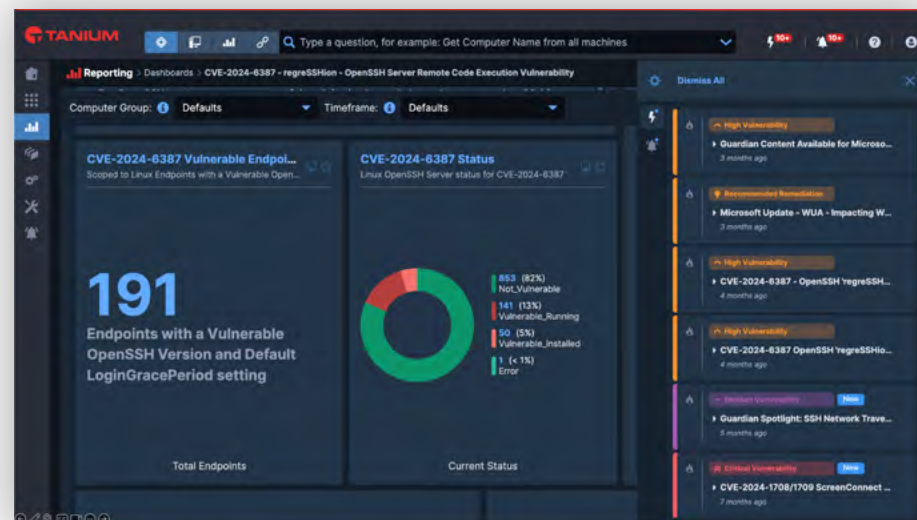 TANIUM
Type a question, for example: Get Computer Name from all machines
10+
10+
Reporting > Dashboards > CVE-2024-6387 - regreSSHion - OpenSSH Server Remote Code Execution Vulnerability
Computer Group: Defaults
Timeframe: Defaults
CVE-2024-6387 Vulnerable Endpoi...
Scoped to Linux Endpoints with a Vulnerable Open...
191
Endpoints with a Vulnerable
OpenSSH Version and Default
LoginGracePeriod setting
Total Endpoints
CVE-2024-6387 Status
Linux OpenSSH Server status for CVE-2024-6387
853 (82%)
Not_Vulnerable
141 (13%)
Vulnerable_Running
50 (5%)
Vulnerable_Installed
1 (< 1%)
Error
Current Status
Dismiss All
High Vulnerability
Guardian Content Available for Microso...
3 months ago
Recommended Remediation
Microsoft Update - WUA - Impacting W...
3 months ago
High Vulnerability
CVE-2024-6387 - OpenSSH 'regreSSH...
4 months ago
High Vulnerability
CVE-2024-6387 OpenSSH 'regreSSHio...
4 months ago
Medium Vulnerability
New
Guardian Spotlight: SSH Network Trave...
5 months ago
Critical Vulnerability
New
CVE-2024-1708/1709 ScreenConnect ...
7 months ago